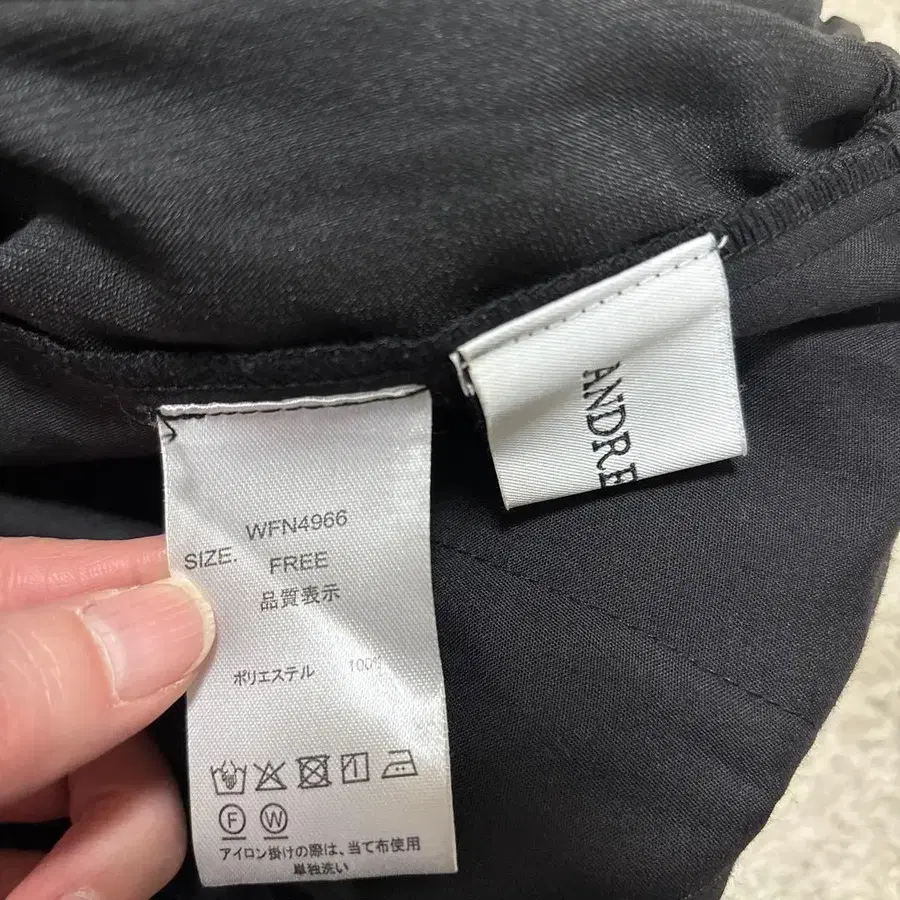 WFN4966
SIZE. FREE
品質表示
ポリエステル 100%
F W
アイロン掛けの際は、当て布使用
単独洗い
ANDRE